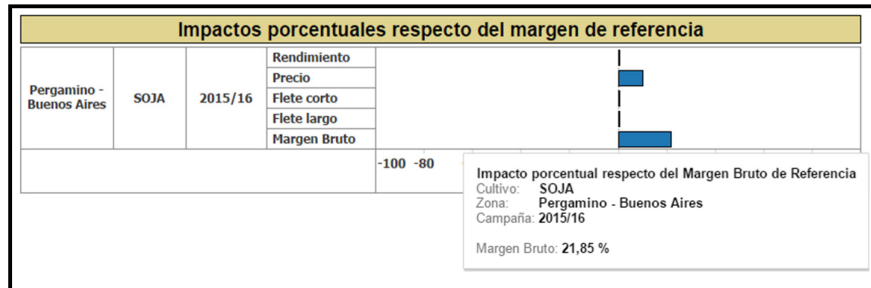 Impactos porcentuales respecto del margen de referencia
Pergamino -
Buenos Aires
SOJA
2015/16
Rendimiento
Precio
Flete corto
Flete largo
Margen Bruto
-100 -80
Impacto porcentual respecto del Margen Bruto de Referencia
Cultivo: SOJA
Zona: Pergamino - Buenos Aires
Campaña: 2015/16
Margen Bruto: 21,85 %